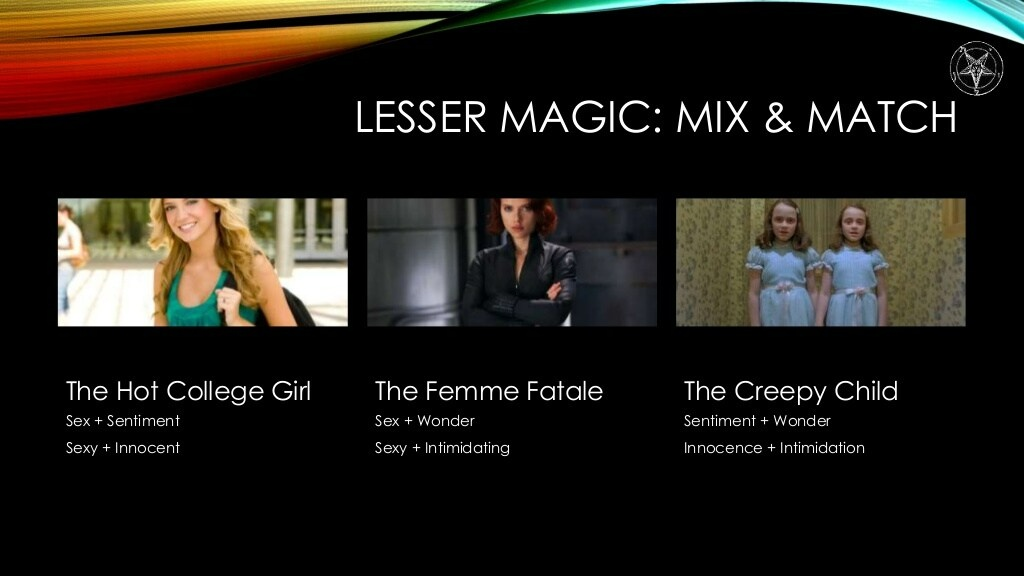 LESSER MAGIC: MIX & MATCH
The Hot College Girl
Sex + Sentiment
Sexy + Innocent
The Femme Fatale
Sex + Wonder
Sexy + Intimidating
The Creepy Child
Sentiment + Wonder
Innocence + Intimidation